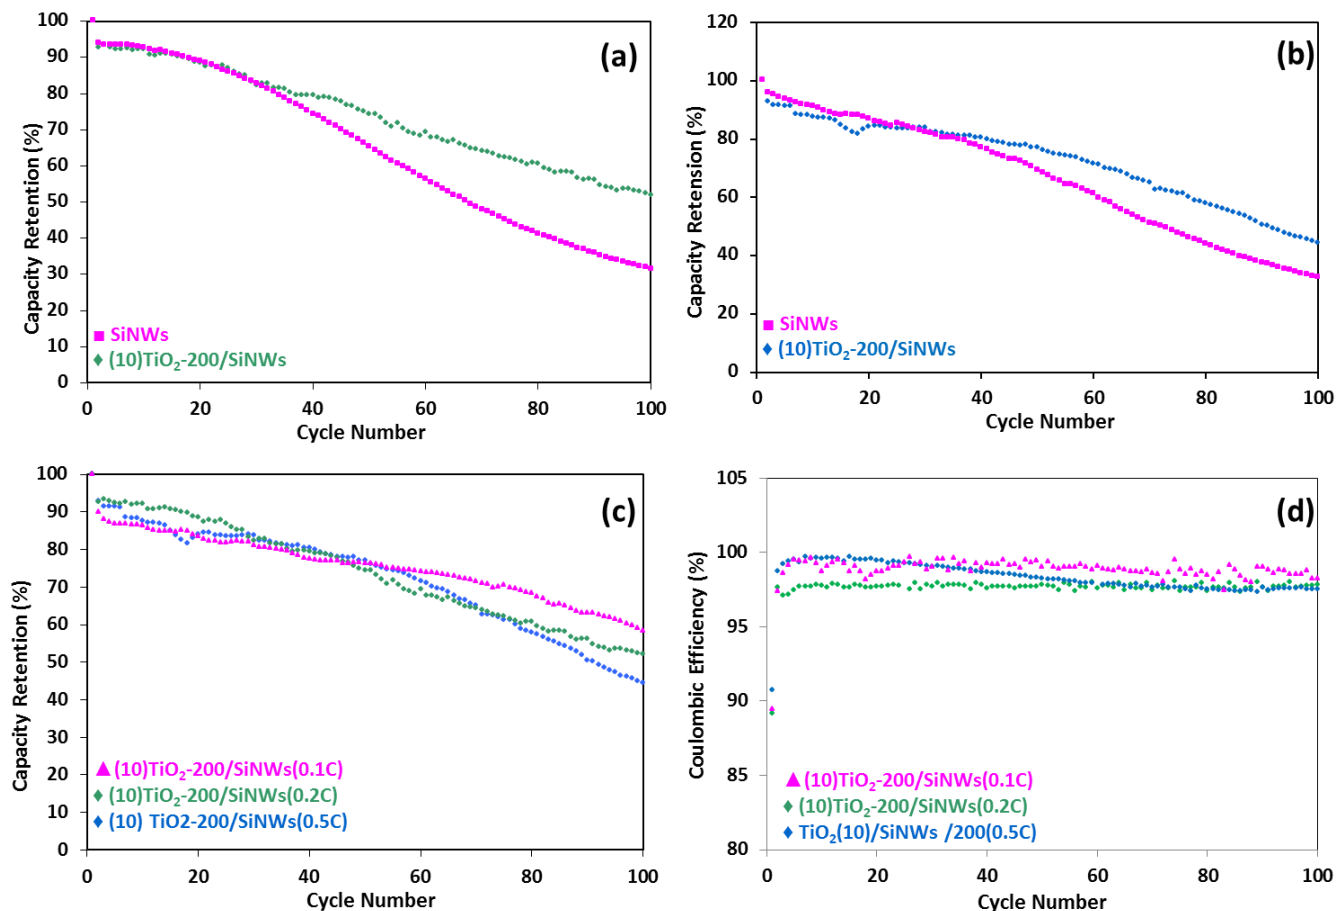 (a)
Capacity Retention (%)
100
90
80
70
60
50
40
30
20
10
0
SiNWs
(10)TiO₂-200/SiNWs
0 20 40 60 80 100
Cycle Number
(b)
Capacity Retension (%)
120
100
80
60
40
20
0
SiNWs
(10)TiO₂-200/SiNWs
0 20 40 60 80 100
Cycle Number
(c)
Capacity Retention (%)
100
90
80
70
60
50
40
30
20
10
0
(10)TiO₂-200/SiNWs(0.1C)
(10)TiO₂-200/SiNWs(0.2C)
(10) TiO2-200/SiNWs(0.5C)
0 20 40 60 80 100
Cycle Number
(d)
Coulombic Efficiency (%)
105
100
95
90
85
80
(10)TiO₂-200/SiNWs(0.1C)
(10)TiO₂-200/SiNWs(0.2C)
TiO₂(10)/SiNWs /200(0.5C)
0 20 40 60 80 100
Cycle Number